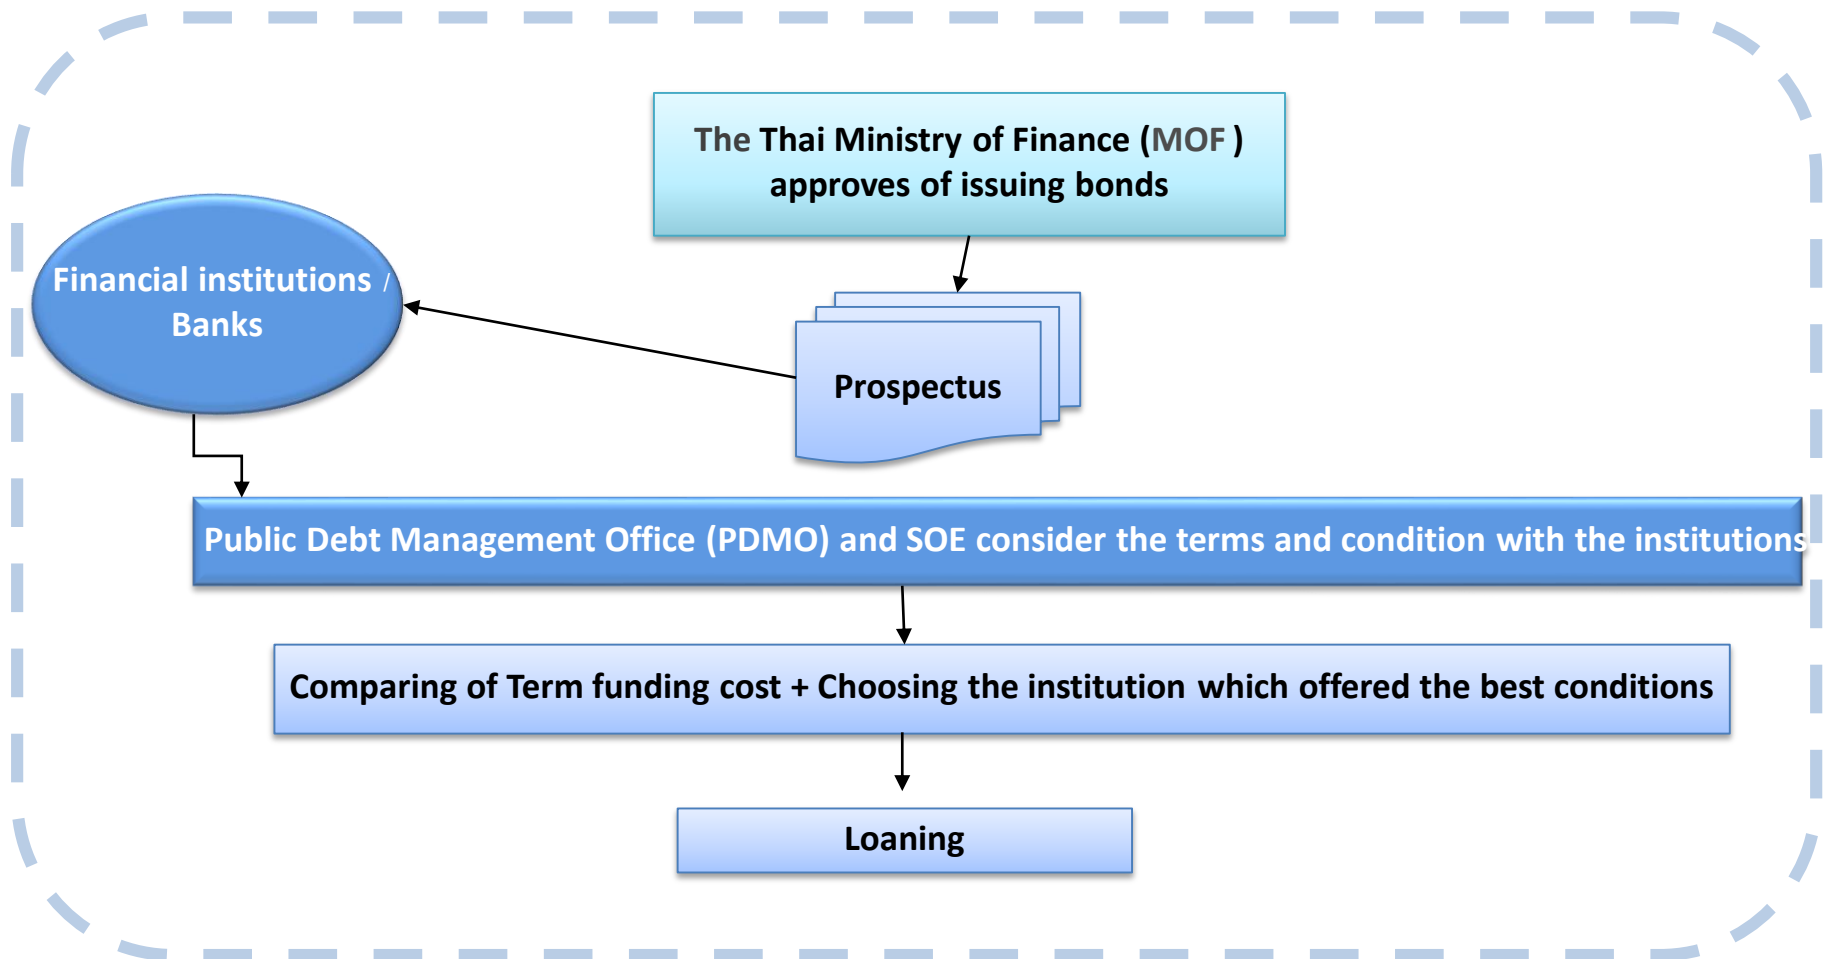 The Thai Ministry of Finance (MOF )
approves of issuing bonds
Financial institutions /
Banks
Prospectus
Public Debt Management Office (PDMO) and SOE consider the terms and condition with the institutions
Comparing of Term funding cost + Choosing the institution which offered the best conditions
Loaning